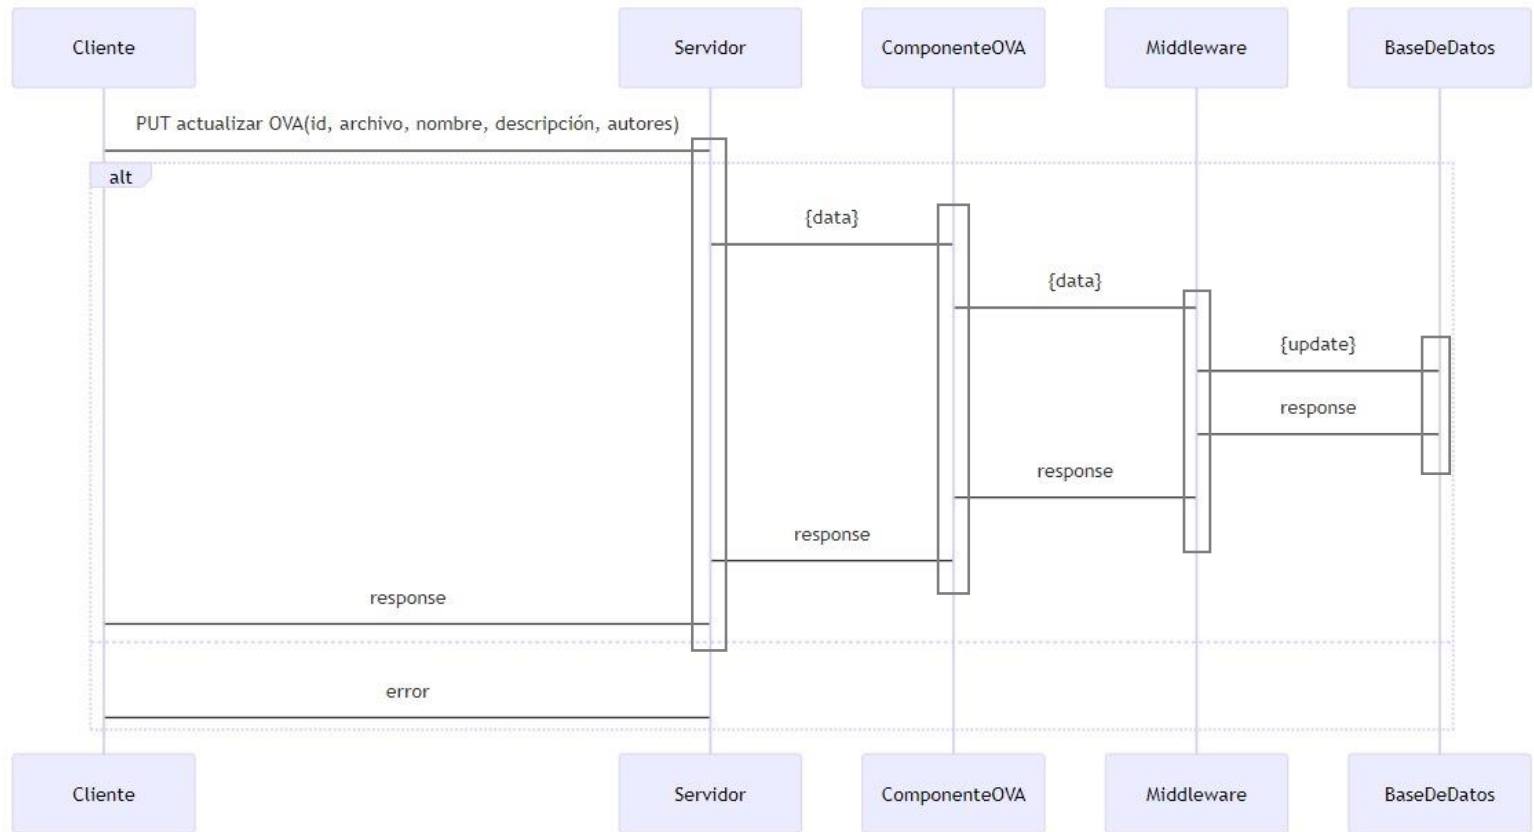 Cliente
Servidor
ComponenteOVA
Middleware
BaseDeDatos
PUT actualizar OVA(id, archivo, nombre, descripción, autores)
alt
{data}
{data}
{update}
response
response
response
response
error
Cliente
Servidor
ComponenteOVA
Middleware
BaseDeDatos